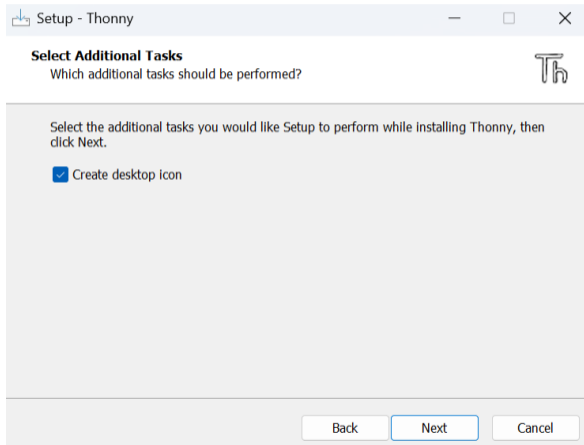 Setup - Thonny
Select Additional Tasks
Which additional tasks should be performed?
Th
Select the additional tasks you would like Setup to perform while installing Thonny, then
click Next.
Create desktop icon
Back
Next
Cancel